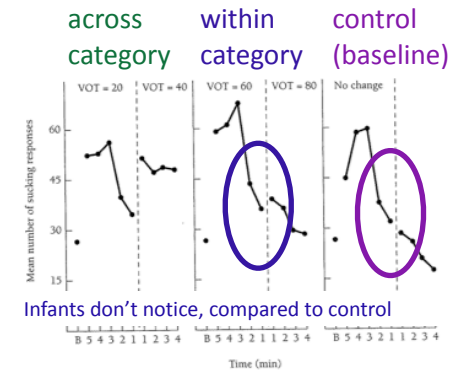 across category
within category
control (baseline)
VOT = 20
VOT = 40
VOT = 60
VOT = 80
No change
Mean number of sucking responses
60
45
30
15
Infants don't notice, compared to control
B 5 4 3 2 1 1 2 3 4
B 5 4 3 2 1 1 2 3 4
B 5 4 3 2 1 1 2 3 4
Time (min)